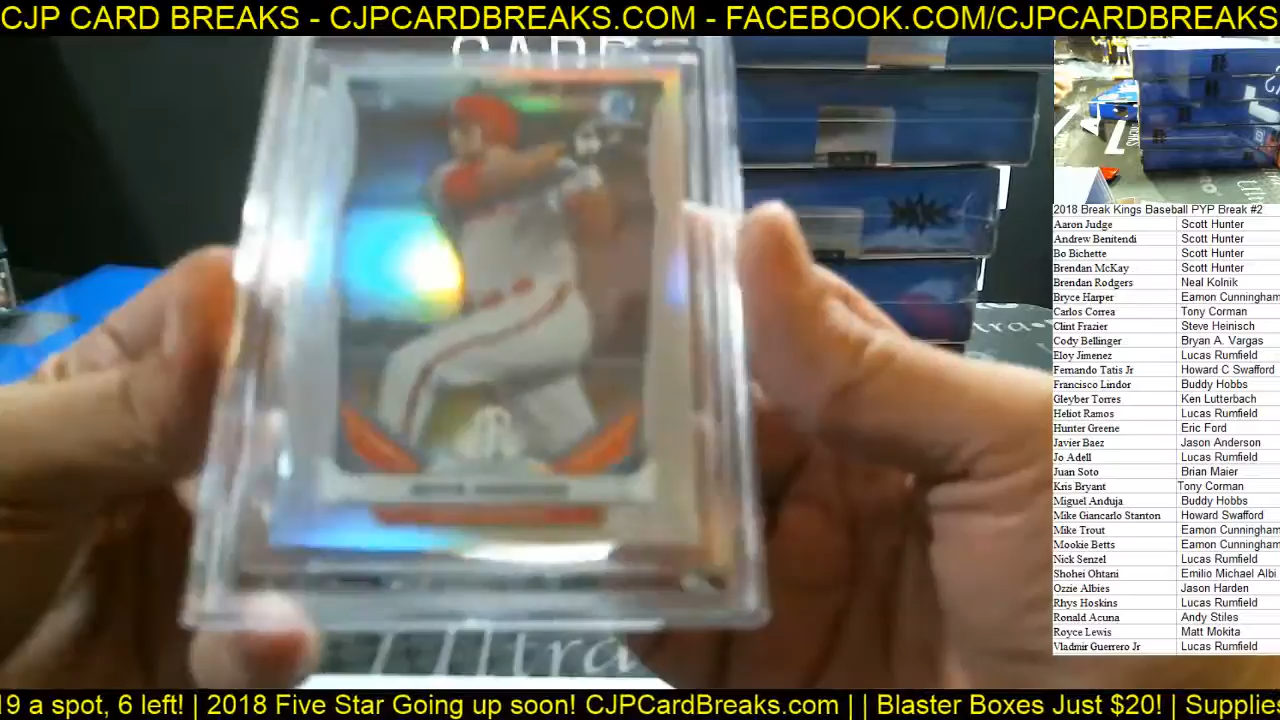 CJP CARD BREAKS - CJPCARDBREAKS.COM - FACEBOOK.COM/CJPCARDBREAKS
2018 Break Kings Baseball PYP Break #2
Aaron Judge Scott Hunter
Andrew Benitendi Scott Hunter
Bo Bichette Scott Hunter
Brendan McKay Scott Hunter
Brendan Rodgers Neal Kolnik
Bryce Harper Eamon Cunningham
Carlos Correa Tony Corman
Clint Frazier Steve Heinisch
Cody Bellinger Bryan A. Vargas
Eloy Jimenez Lucas Rumfield
Fernando Tatis Jr Howard C Swafford
Francisco Lindor Buddy Hobbs
Gleyber Torres Ken Lutterbach
Heliot Ramos Lucas Rumfield
Hunter Greene Eric Ford
Javier Baez Jason Anderson
Jo Adell Lucas Rumfield
Juan Soto Brian Maier
Kris Bryant Tony Corman
Miguel Anduja Buddy Hobbs
Mike Giancarlo Stanton Howard Swafford
Mike Trout Eamon Cunningham
Mookie Betts Eamon Cunningham
Nick Senzel Lucas Rumfield
Shohei Ohtani Emilio Michael Albi
Ozzie Albies Jason Harden
Rhys Hoskins Lucas Rumfield
Ronald Acuna Andy Stiles
Royce Lewis Matt Mokita
Vladmir Guerrero Jr Lucas Rumfield
Ultra
19 a spot, 6 left! | 2018 Five Star Going up soon! CJPCardBreaks.com | | Blaster Boxes Just $20! | Supplies